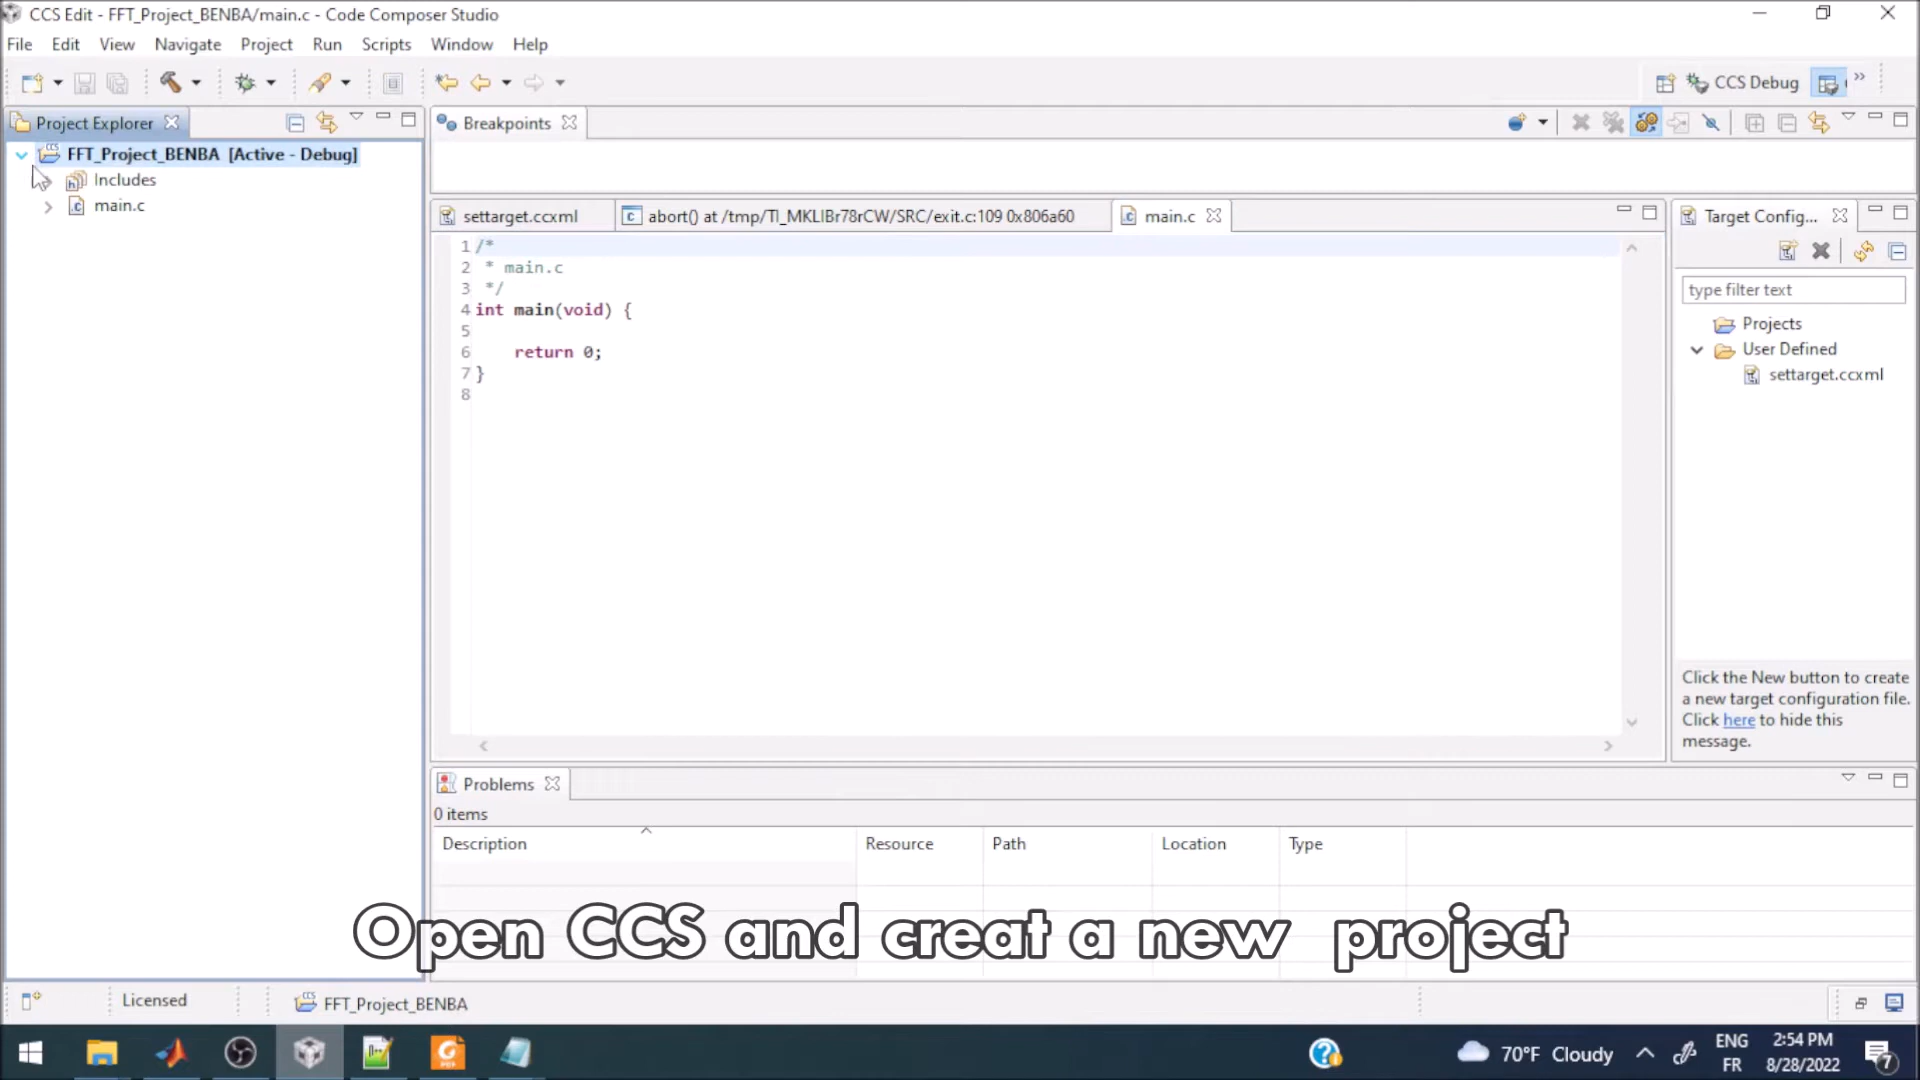 CCS Edit - FFT_Project_BENBA/main.c - Code Composer Studio
File Edit View Navigate Project Run Scripts Window Help
CCS Debug
Project Explorer
Breakpoints
FFT_Project_BENBA [Active - Debug]
Includes
main.c
settarget.ccxml
abort() at /tmp/TI_MKLIBr78rCW/SRC/exit.c:109 0x806a60
main.c
1 /*
2 * main.c
3 */
4 int main(void) {
5
6 return 0;
7 }
8
Target Config...
type filter text
Projects
User Defined
settarget.ccxml
Click the New button to create
a new target configuration file.
Click here to hide this
message.
Problems
0 items
Description Resource Path Location Type
Open CCS and creat a new project
Licensed
FFT_Project_BENBA
70°F Cloudy
ENG
FR
2:54 PM
8/28/2022
7